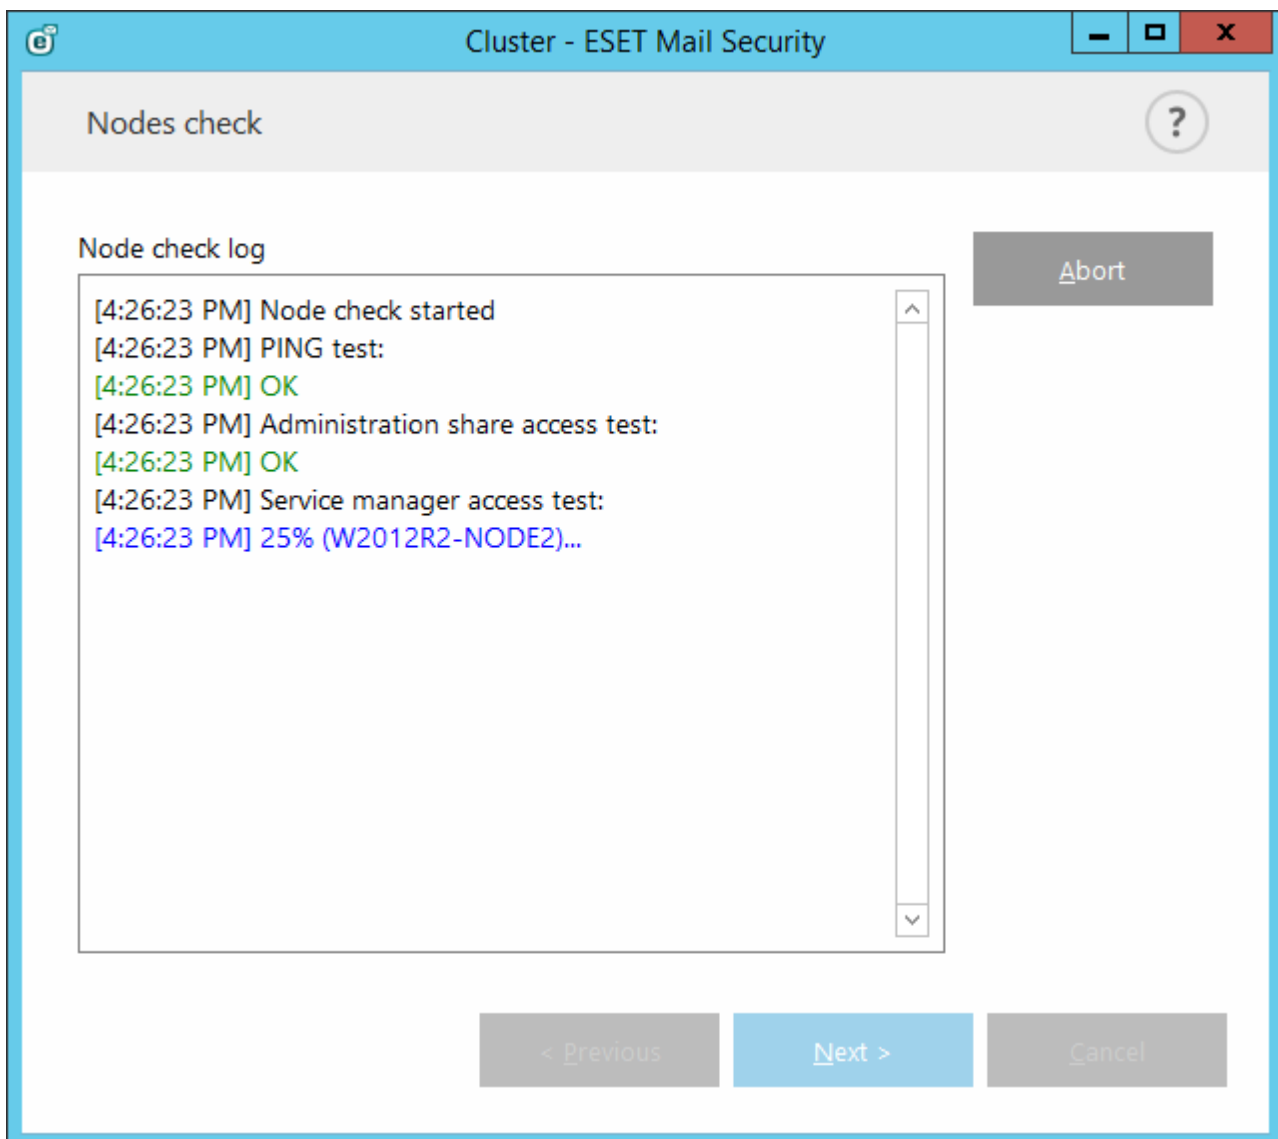 Cluster - ESET Mail Security
Nodes check
?
Node check log
Abort
[4:26:23 PM] Node check started
[4:26:23 PM] PING test:
[4:26:23 PM] OK
[4:26:23 PM] Administration share access test:
[4:26:23 PM] OK
[4:26:23 PM] Service manager access test:
[4:26:23 PM] 25% (W2012R2-NODE2)...
< Previous
Next >
Cancel